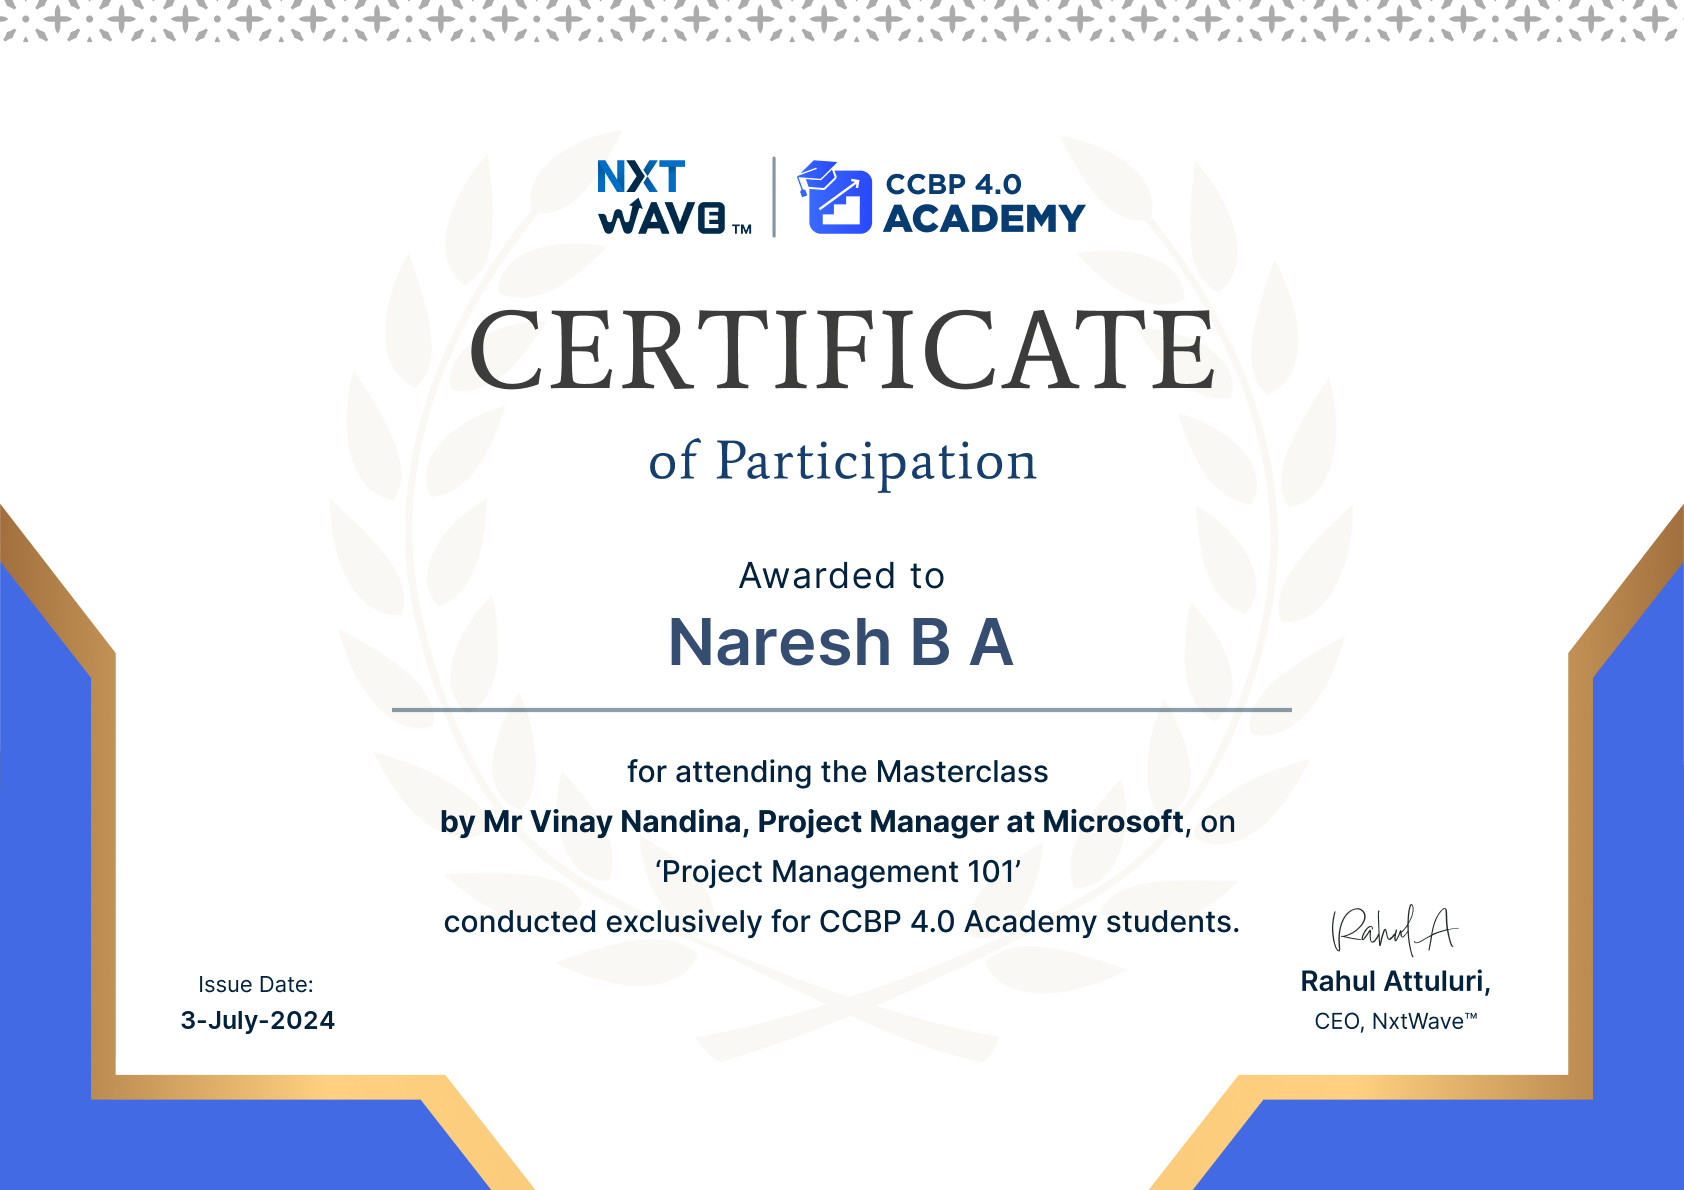 NXT
WAVE™
CCBP 4.0
ACADEMY
CERTIFICATE
of Participation
Awarded to
Naresh B A
for attending the Masterclass
by Mr Vinay Nandina, Project Manager at Microsoft, on
‘Project Management 101’
conducted exclusively for CCBP 4.0 Academy students.
Issue Date:
3-July-2024
Rahul A
Rahul Attuluri,
CEO, NxtWave™